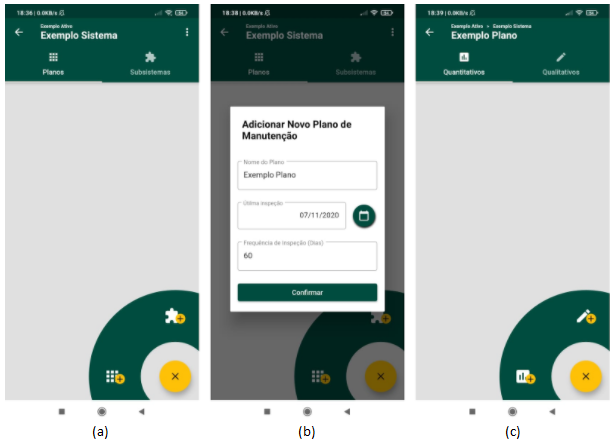 18:36 | 0.0KB/s
Exemplo Ativo
Exemplo Sistema
Planos
Subsistemas
18:38 | 0.0KB/s
Exemplo Ativo
Exemplo Sistema
Planos
Subsistemas
Adicionar Novo Plano de
Manutenção
Nome do Plano
Exemplo Plano
Última inspeção
07/11/2020
Frequência de Inspeção (Dias)
60
Confirmar
18:39 | 0.0KB/s
Exemplo Ativo > Exemplo Sistema
Exemplo Plano
Quantitativos
Qualitativos
(a)
(b)
(c)